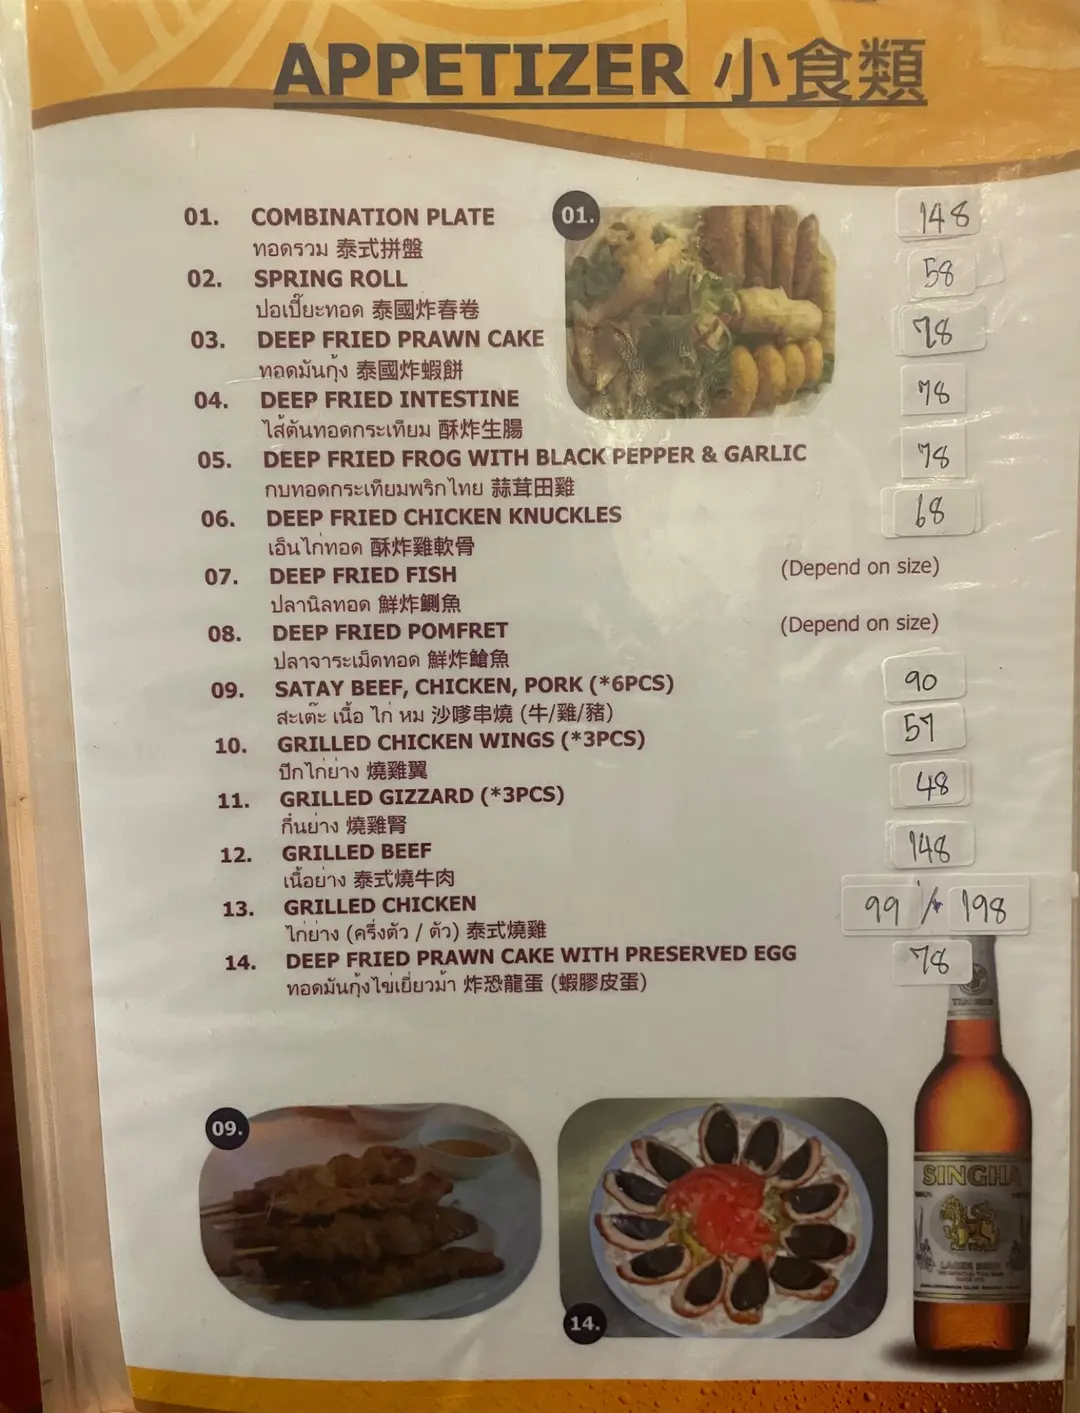 APPETIZER 小食類
01. COMBINATION PLATE 148
ทอดรวม 泰式拼盤
02. SPRING ROLL 58
ปอเปี๊ยะทอด 泰國炸春卷
03. DEEP FRIED PRAWN CAKE 78
ทอดมันกุ้ง 泰國炸蝦餅
04. DEEP FRIED INTESTINE 78
ไส้ตันทอดกระเทียม 酥炸生腸
05. DEEP FRIED FROG WITH BLACK PEPPER & GARLIC 78
กบทอดกระเทียมพริกไทย 蒜茸田雞
06. DEEP FRIED CHICKEN KNUCKLES 68
เอ็นไก่ทอด 酥炸雞軟骨
07. DEEP FRIED FISH (Depend on size)
ปลานิลทอด 鮮炸鰂魚
08. DEEP FRIED POMFRET (Depend on size)
ปลาจาระเม็ดทอด 鮮炸鱠魚
09. SATAY BEEF, CHICKEN, PORK (*6PCS) 90
สะเต๊ะ เนื้อ ไก่ หม 沙嗲串燒 (牛/雞/豬)
10. GRILLED CHICKEN WINGS (*3PCS) 57
ปีกไก่ย่าง 燒雞翼
11. GRILLED GIZZARD (*3PCS) 48
กึ๋นย่าง 燒雞腎
12. GRILLED BEEF 148
เนื้อย่าง 泰式燒牛肉
13. GRILLED CHICKEN 99 / 198
ไก่ย่าง (ครึ่งตัว / ตัว) 泰式燒雞
14. DEEP FRIED PRAWN CAKE WITH PRESERVED EGG 78
ทอดมันกุ้งไข่เยี่ยวม้า 炸恐龍蛋 (蝦膠皮蛋)
01.
09.
14.
THAI BEER
SINGHA
LAGER BEER